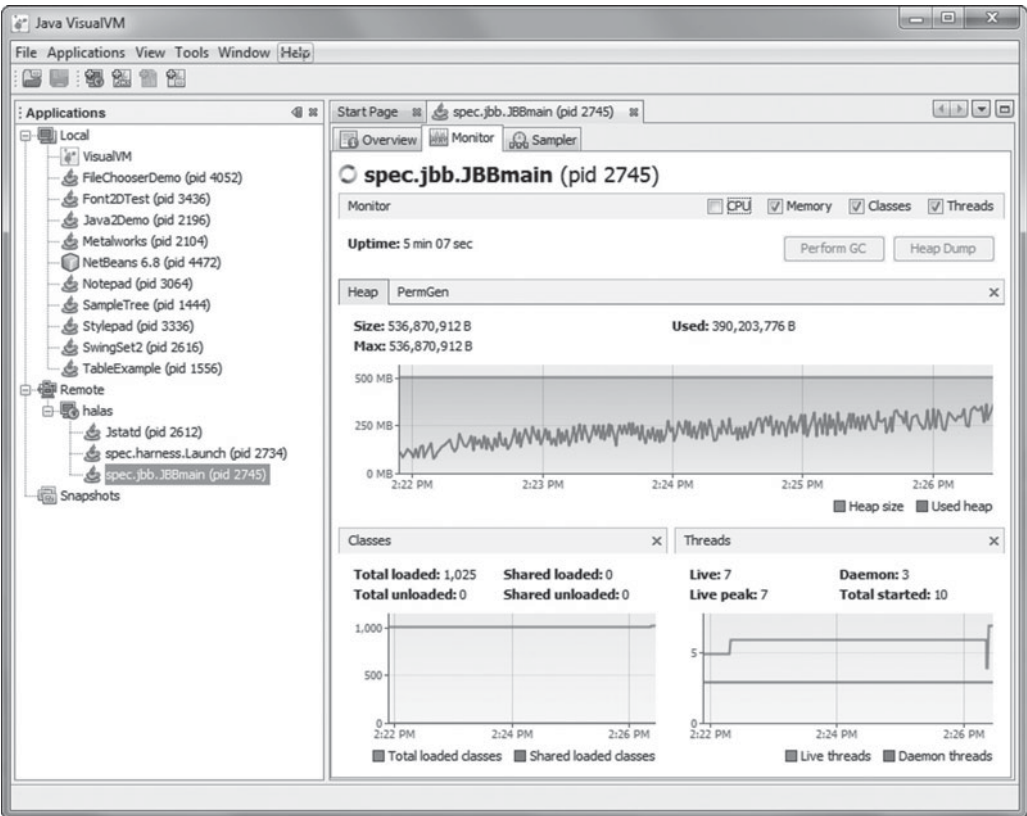 Java VisualVM
File Applications View Tools Window Help
Applications
Local
VisualVM
FileChooserDemo (pid 4052)
Font2DTest (pid 3436)
Java2Demo (pid 2196)
Metalworks (pid 2104)
NetBeans 6.8 (pid 4472)
Notepad (pid 3064)
SampleTree (pid 1444)
Stylepad (pid 3336)
SwingSet2 (pid 2616)
TableExample (pid 1556)
Remote
halas
Jstatd (pid 2612)
spec.harness.Launch (pid 2734)
spec.jbb.JBBmain (pid 2745)
Snapshots
Start Page spec.jbb.JBBmain (pid 2745)
Overview Monitor Sampler
spec.jbb.JBBmain (pid 2745)
Monitor CPU Memory Classes Threads
Uptime: 5 min 07 sec Perform GC Heap Dump
Heap PermGen
Size: 536,870,912 B Used: 390,203,776 B
Max: 536,870,912 B
500 MB
250 MB
0 MB
2:22 PM 2:23 PM 2:24 PM 2:25 PM 2:26 PM
Heap size Used heap
Classes
Total loaded: 1,025 Shared loaded: 0
Total unloaded: 0 Shared unloaded: 0
1,000
500
0
2:22 PM 2:24 PM 2:26 PM
Total loaded classes Shared loaded classes
Threads
Live: 7 Daemon: 3
Live peak: 7 Total started: 10
5
0
2:22 PM 2:24 PM 2:26 PM
Live threads Daemon threads